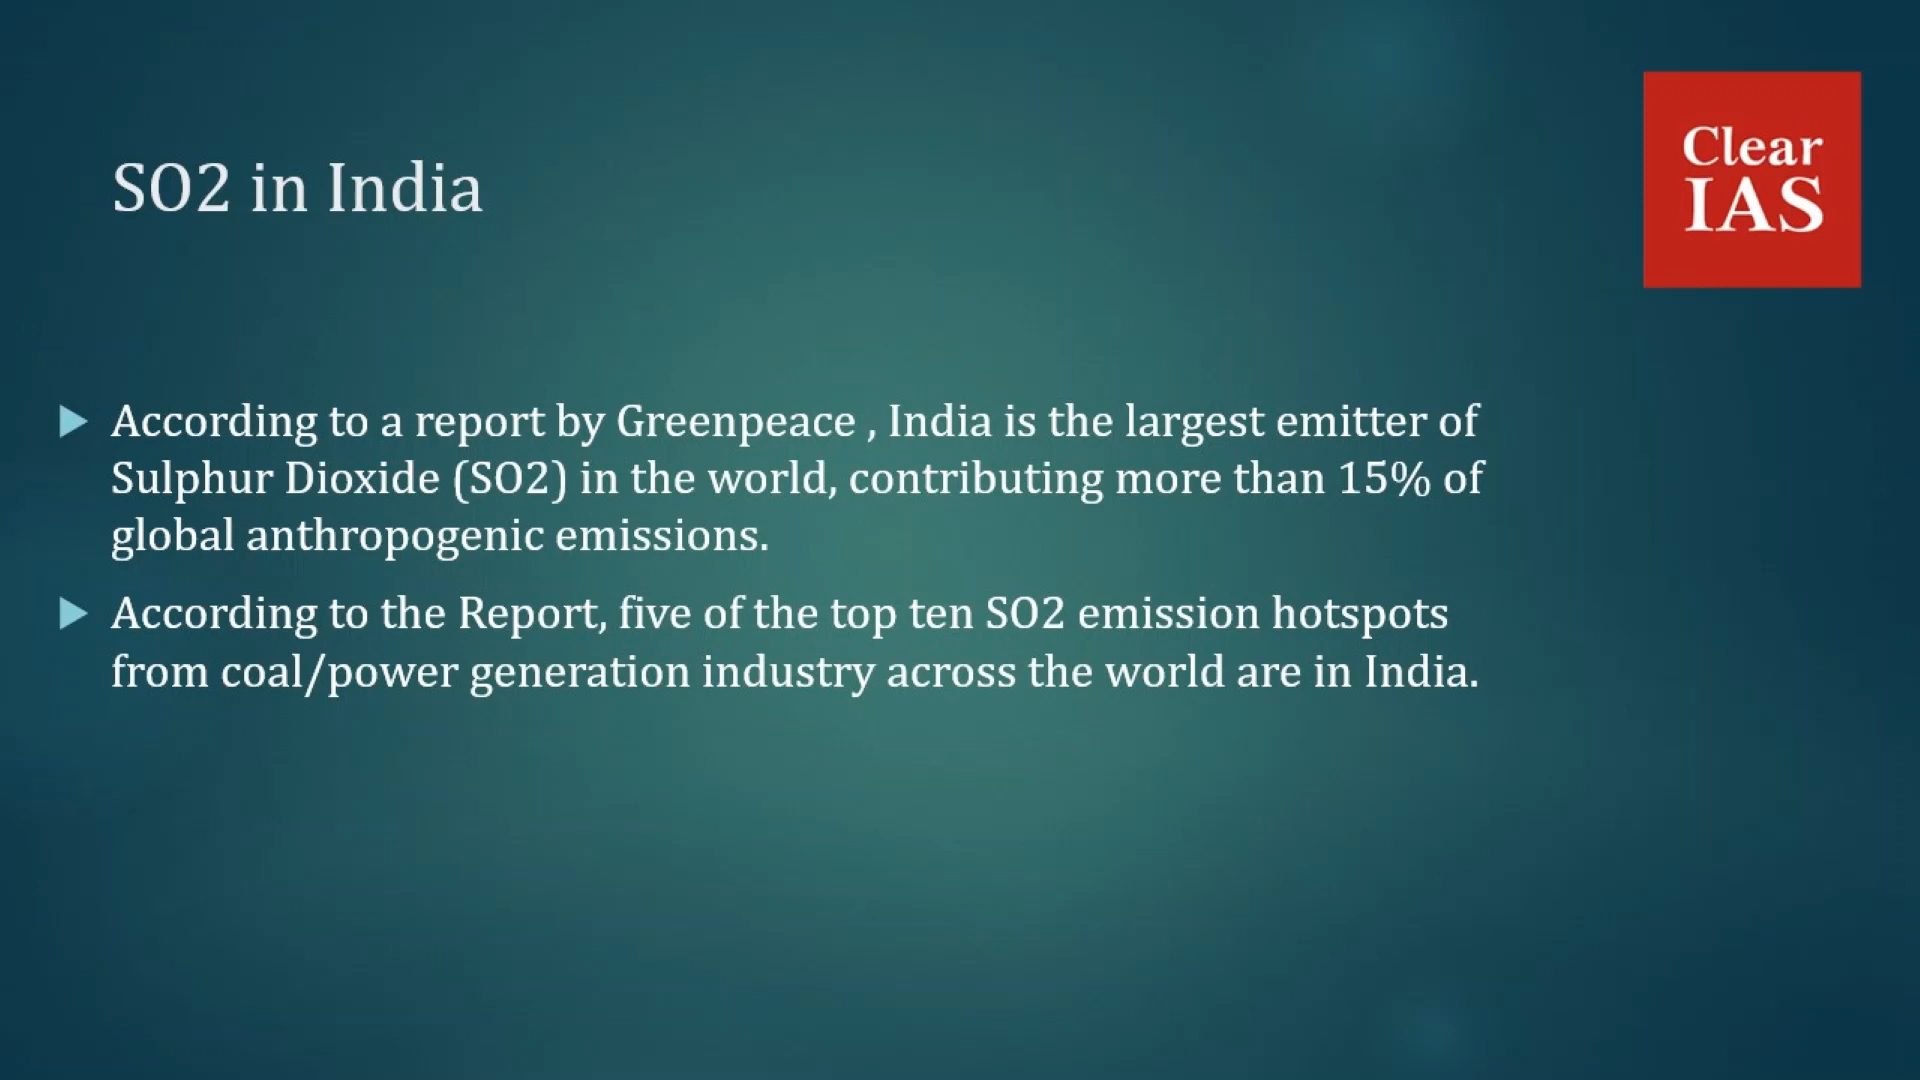 SO2 in India
Clear
IAS
According to a report by Greenpeace , India is the largest emitter of
Sulphur Dioxide (SO2) in the world, contributing more than 15% of
global anthropogenic emissions.
According to the Report, five of the top ten SO2 emission hotspots
from coal/power generation industry across the world are in India.